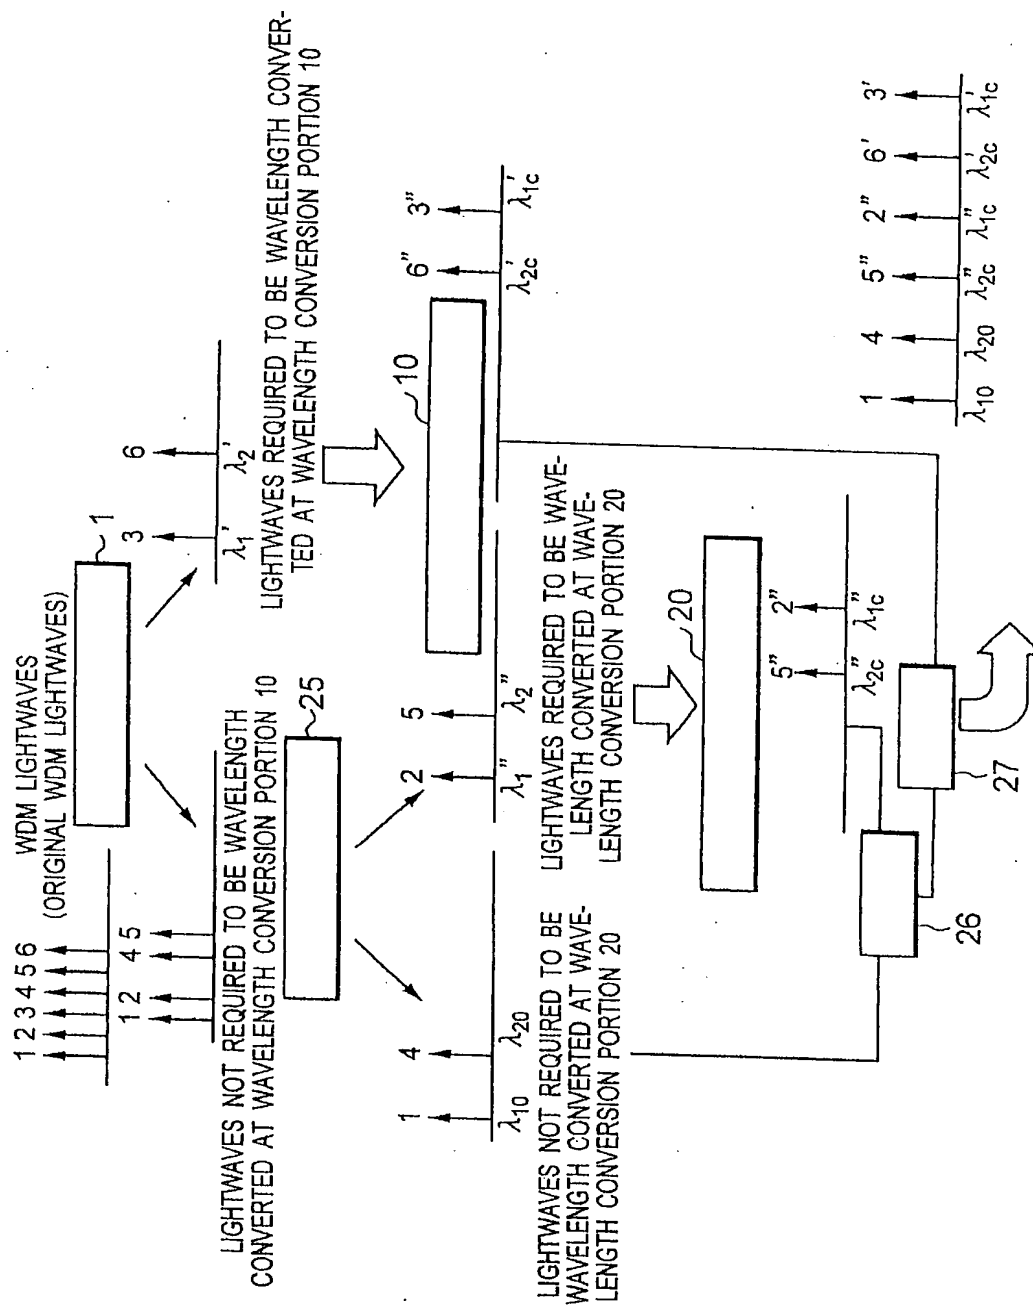 WDM LIGHTWAVES
(ORIGINAL WDM LIGHTWAVES)
1 2 3 4 5 6
1
1 2 4 5
3 6
λ1' λ2'
LIGHTWAVES NOT REQUIRED TO BE WAVELENGTH
CONVERTED AT WAVELENGTH CONVERSION PORTION 10
LIGHTWAVES REQUIRED TO BE WAVELENGTH CONVER-
TED AT WAVELENGTH CONVERSION PORTION 10
25
10
1 4
λ10 λ20
2 5
λ1" λ2"
6" 3"
λ2c' λ1c'
LIGHTWAVES NOT REQUIRED TO BE
WAVELENGTH CONVERTED AT WAVE-
LENGTH CONVERSION PORTION 20
LIGHTWAVES REQUIRED TO BE WAVE-
LENGTH CONVERTED AT WAVE-
LENGTH CONVERSION PORTION 20
20
5" 2"
λ2c" λ1c"
26
27
1 4 5" 2" 6' 3'
λ10 λ20 λ2c" λ1c" λ2c' λ1c'